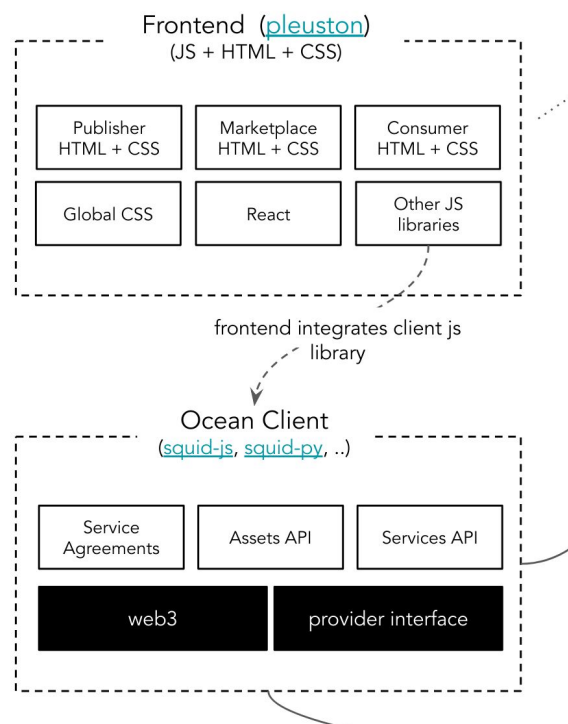 Frontend (pleuston)
(JS + HTML + CSS)
Publisher
HTML + CSS
Marketplace
HTML + CSS
Consumer
HTML + CSS
Global CSS
React
Other JS
libraries
frontend integrates client js
library
Ocean Client
(squid-js, squid-py, ..)
Service
Agreements
Assets API
Services API
web3
provider interface